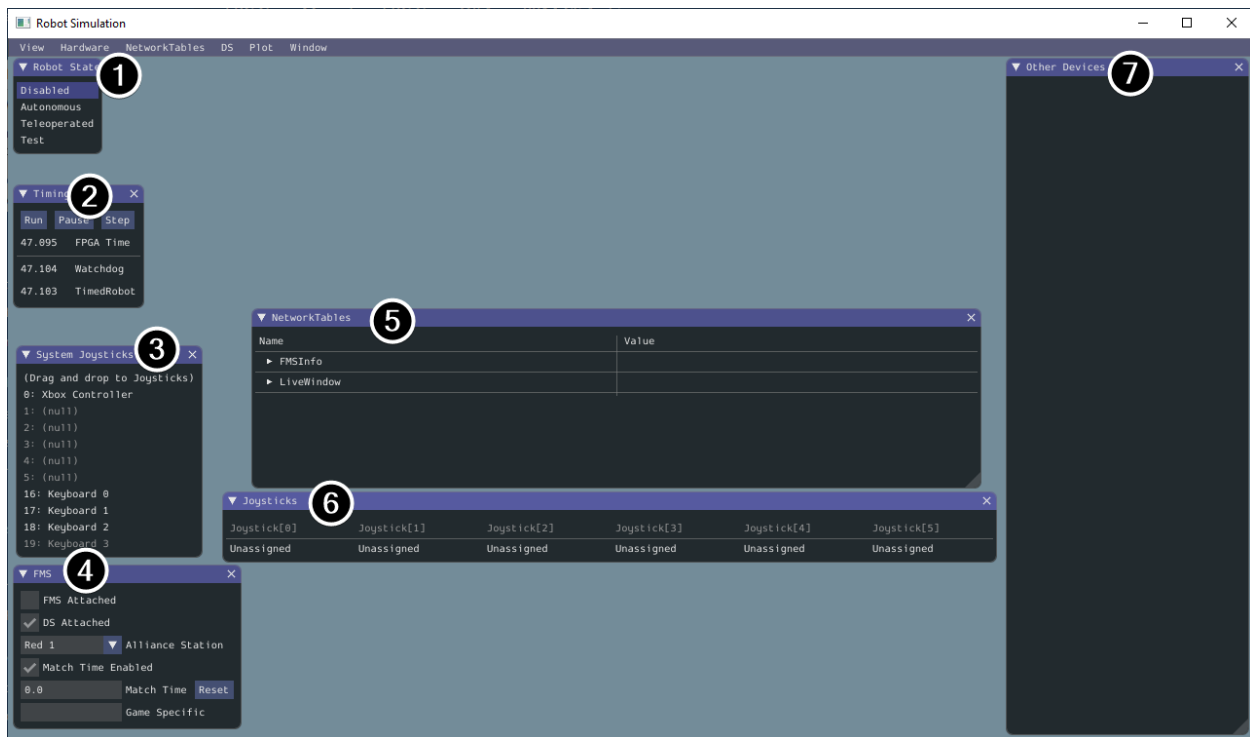 Robot Simulation
View Hardware NetworkTables DS Plot Window
Robot State
1
Disabled
Autonomous
Teleoperated
Test
Timing
2
Run Pause Step
47.095 FPGA Time
47.104 Watchdog
47.103 TimedRobot
System Joysticks
3
(Drag and drop to Joysticks)
0: Xbox Controller
1: (null)
2: (null)
3: (null)
4: (null)
5: (null)
16: Keyboard 0
17: Keyboard 1
18: Keyboard 2
19: Keyboard 3
FMS
4
FMS Attached
DS Attached
Red 1 Alliance Station
Match Time Enabled
0.0 Match Time Reset
Game Specific
NetworkTables
5
Name Value
FMSInfo
LiveWindow
Joysticks
6
Joystick[0] Joystick[1] Joystick[2] Joystick[3] Joystick[4] Joystick[5]
Unassigned Unassigned Unassigned Unassigned Unassigned Unassigned
Other Devices
7